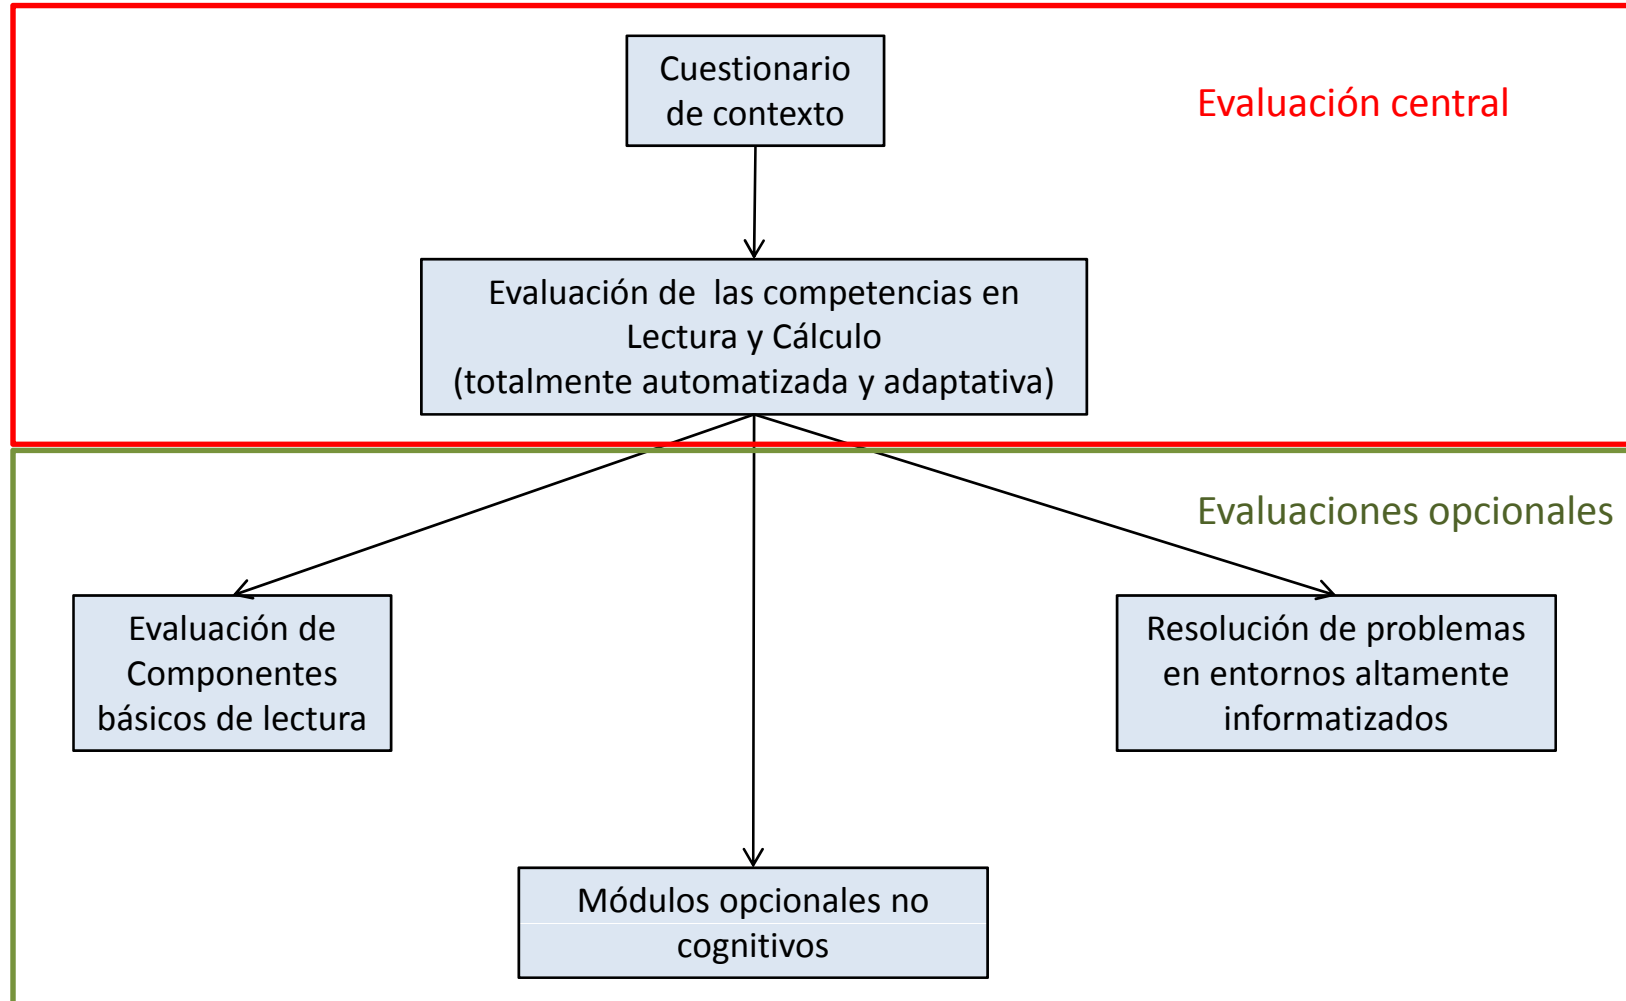 Cuestionario
de contexto
Evaluación central
Evaluación de  las competencias en
Lectura y Cálculo
(totalmente automatizada y adaptativa)
Evaluaciones opcionales
Evaluación de
Componentes
básicos de lectura
Resolución de problemas
en entornos altamente
informatizados
Módulos opcionales no
cognitivos